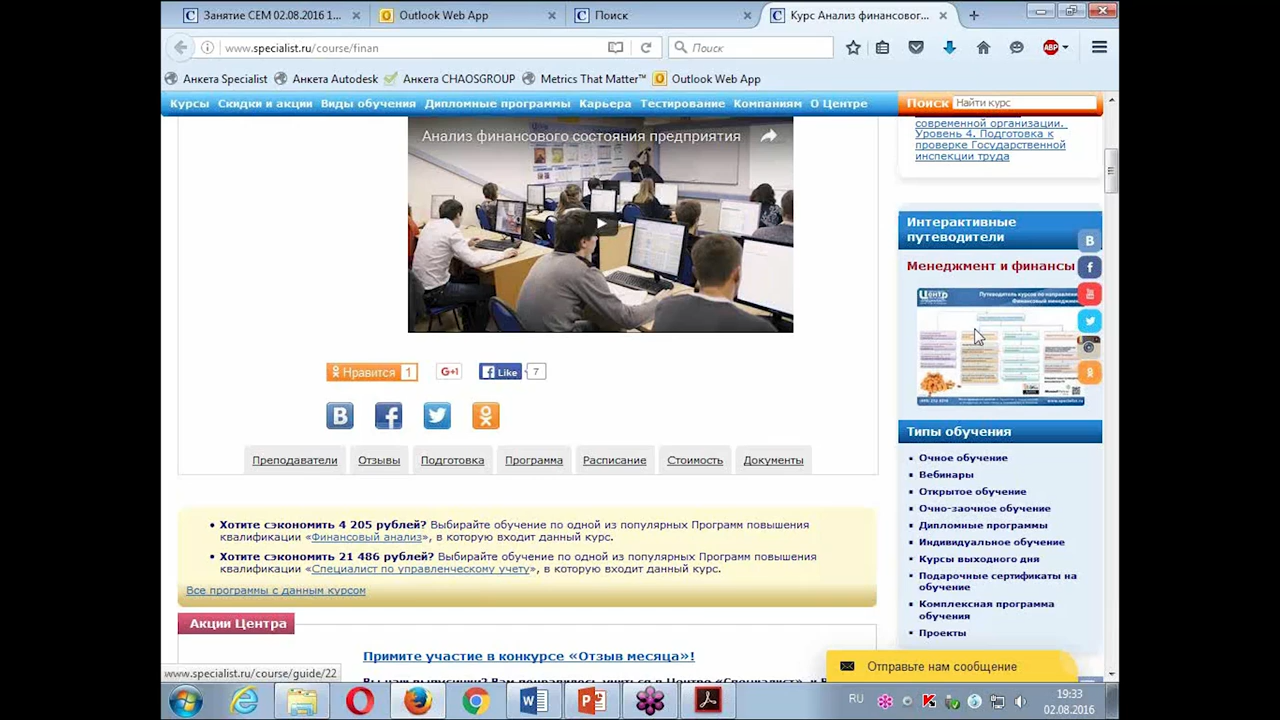 Занятие СЕМ 02.08.2016 1...
Outlook Web App
Поиск
Курс Анализ финансовог...
www.specialist.ru/course/finan
Поиск
ABP
Анкета Specialist
Анкета Autodesk
Анкета CHAOSGROUP
Metrics That Matter™
Outlook Web App
Курсы
Скидки и акции
Виды обучения
Дипломные программы
Карьера
Тестирование
Компаниям
О Центре
Поиск
Найти курс
современной организации.
Уровень 4. Подготовка к
проверке Государственной
инспекции труда
Анализ финансового состояния предприятия
Интерактивные
путеводители
Менеджмент и финансы
Нравится 1
G+1
Like 7
Преподаватели
Отзывы
Подготовка
Программа
Расписание
Стоимость
Документы
Типы обучения
Очное обучение
Вебинары
Открытое обучение
Очно-заочное обучение
Дипломные программы
Индивидуальное обучение
Курсы выходного дня
Подарочные сертификаты на
обучение
Комплексная программа
обучения
Проекты
Хотите сэкономить 4 205 рублей? Выбирайте обучение по одной из популярных Программ повышения
квалификации «Финансовый анализ», в которую входит данный курс.
Хотите сэкономить 21 486 рублей? Выбирайте обучение по одной из популярных Программ повышения
квалификации «Специалист по управленческому учету», в которую входит данный курс.
Все программы с данным курсом
Акции Центра
Примите участие в конкурсе «Отзыв месяца»!
Отправьте нам сообщение
www.specialist.ru/course/guide/22
RU
19:33
02.08.2016